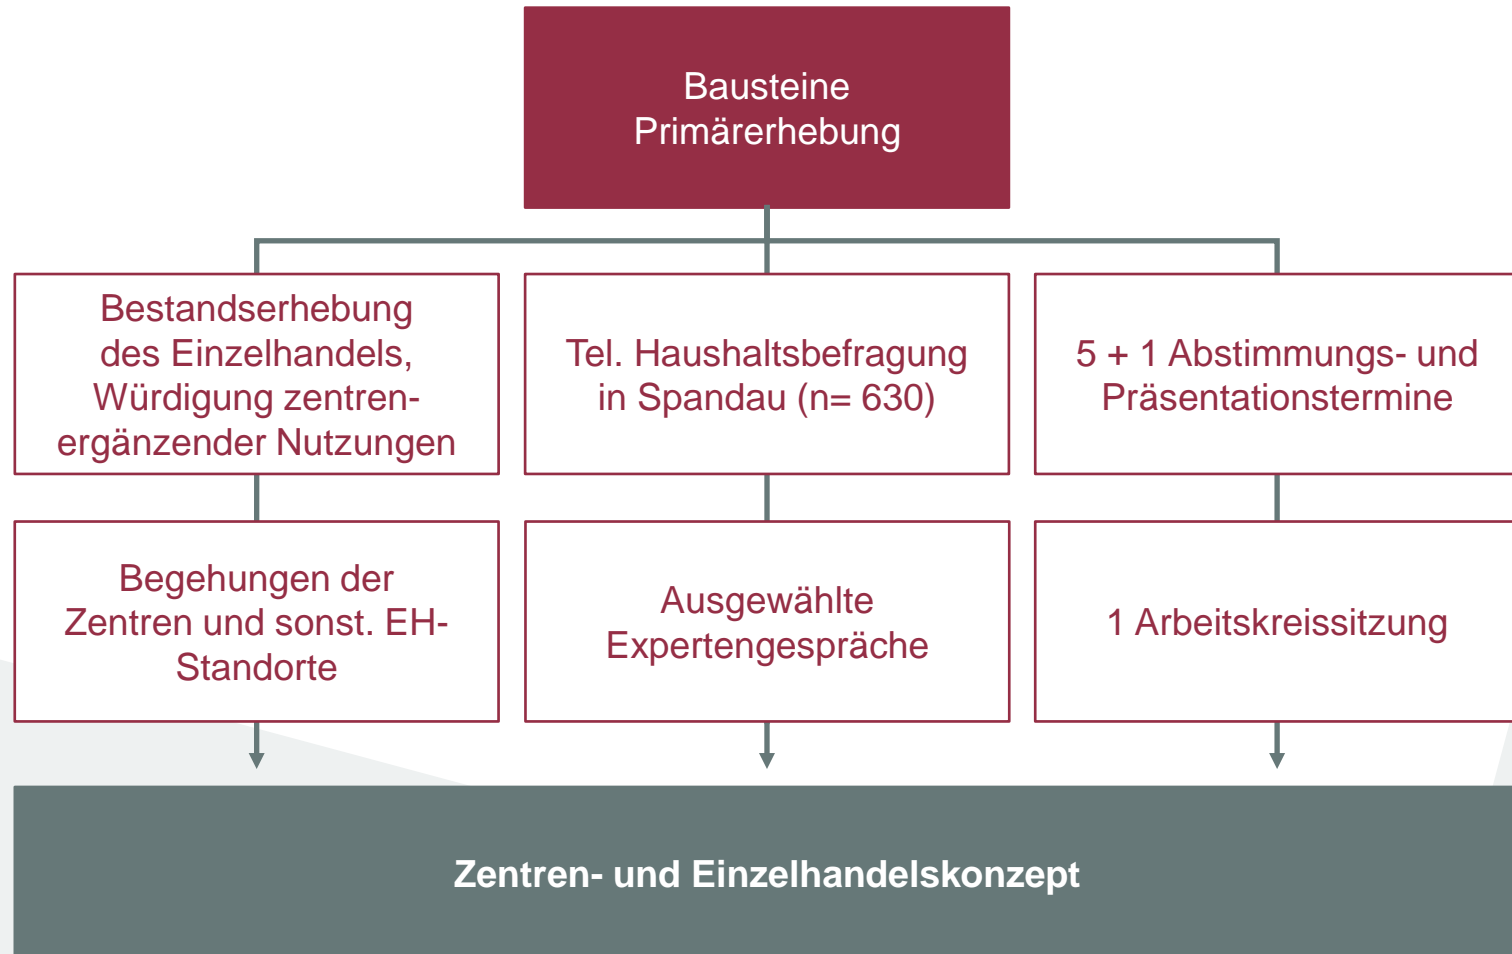 Bausteine
Primärerhebung
Bestandserhebung
des Einzelhandels,
Würdigung zentren-
ergänzender Nutzungen
Tel. Haushaltsbefragung
in Spandau (n= 630)
5 + 1 Abstimmungs- und
Präsentationstermine
Begehungen der
Zentren und sonst. EH-
Standorte
Ausgewählte
Expertengespräche
1 Arbeitskreissitzung
Zentren- und Einzelhandelskonzept